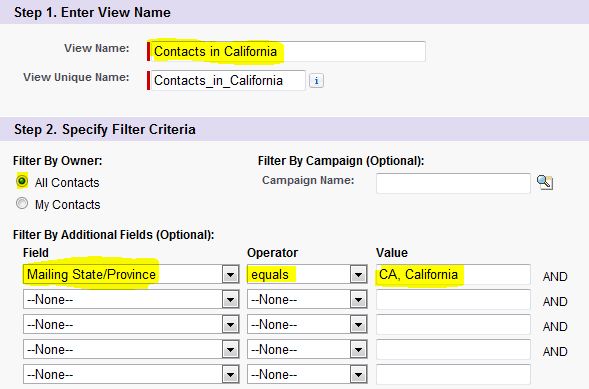 Step 1. Enter View Name
View Name: Contacts in California
View Unique Name: Contacts_in_California i
Step 2. Specify Filter Criteria
Filter By Owner: Filter By Campaign (Optional):
All Contacts Campaign Name:
My Contacts
Filter By Additional Fields (Optional):
Field Operator Value
Mailing State/Province equals CA, California AND
--None-- --None-- AND
--None-- --None-- AND
--None-- --None-- AND
--None-- --None--